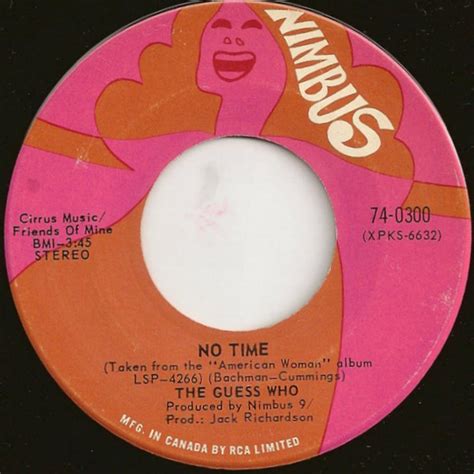 NIMBUS
Cirrus Music/
Friends Of Mine
BMI-3:45
STEREO
74-0300
(XPKS-6632)
NO TIME
(Taken from the "American Woman" album
LSP-4266) (Bachman-Cummings)
THE GUESS WHO
Produced by Nimbus 9/
Prod.: Jack Richardson
MFG. IN CANADA BY RCA LIMITED